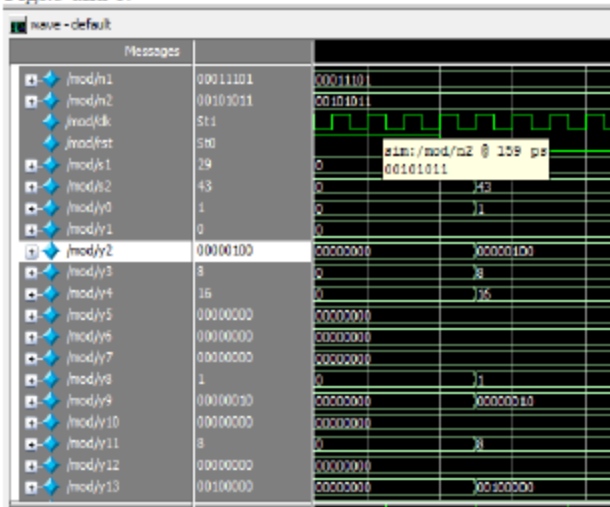 wave - default
Messages
/mod/n1 00011101 00011101
/mod/n2 00101011 00101011
/mod/clk St1
/mod/rst St0
sim:/mod/n2 @ 159 ps
00101011
/mod/s1 29 0
/mod/s2 43 0 43
/mod/y0 1 0 1
/mod/y1 0 0
/mod/y2 00000100 00000000 00000100
/mod/y3 8 0 8
/mod/y4 16 0 16
/mod/y5 00000000 00000000
/mod/y6 00000000 00000000
/mod/y7 00000000 00000000
/mod/y8 1 0 1
/mod/y9 00000010 00000000 00000010
/mod/y10 00000000 00000000
/mod/y11 8 0 8
/mod/y12 00000000 00000000
/mod/y13 00100000 00000000 00100000